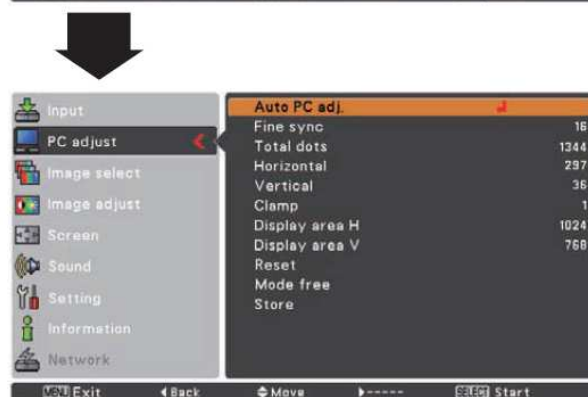 Input
PC adjust
Image select
Image adjust
Screen
Sound
Setting
Information
Network
Auto PC adj.
Fine sync 16
Total dots 1344
Horizontal 297
Vertical 36
Clamp 1
Display area H 1024
Display area V 768
Reset
Mode free
Store
MENU Exit Back Move ----- SELECT Start